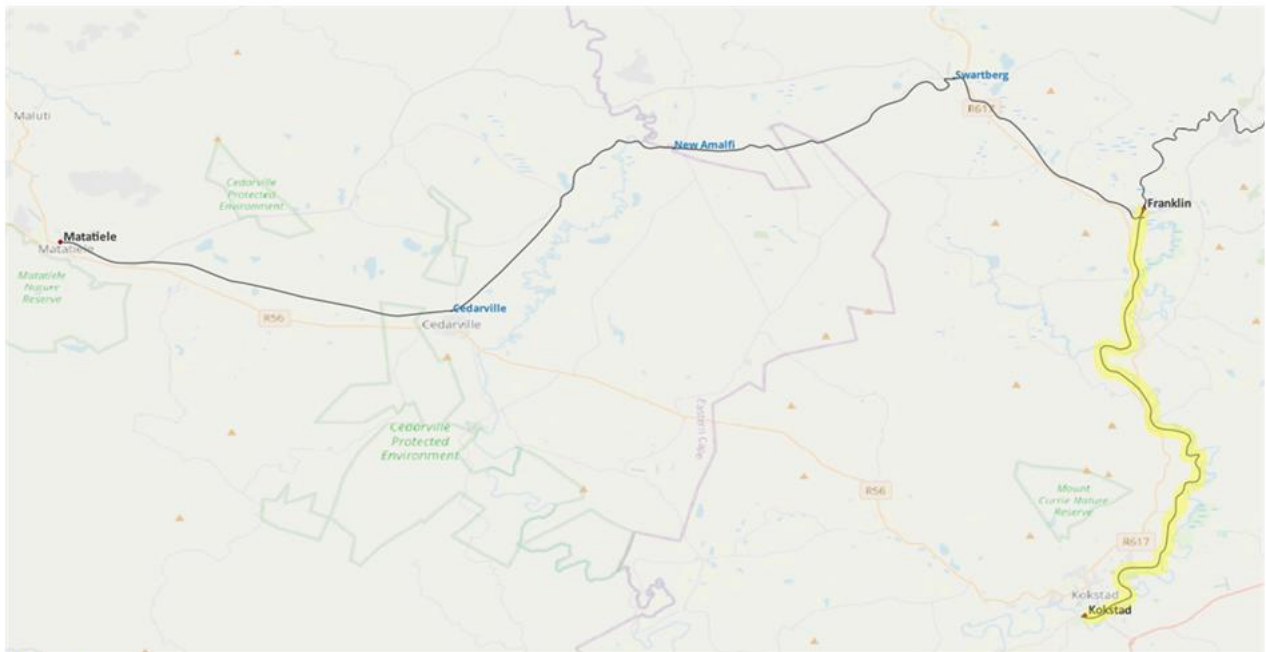 Swartberg
R617
Maluti
New Amalfi
Cedarville
Protected
Environment
Franklin
Matatiele
Matatiele
Matatiele
Nature
Reserve
Cedarville
R56
Cedarville
Eastern Cape
Cedarville
Protected
Environment
R56
Mount
Currie Nature
Reserve
R617
Kokstad
Kokstad